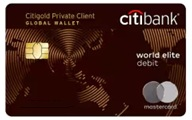 Citigold Private Client
GLOBAL WALLET
citibank
world elite
debit
mastercard